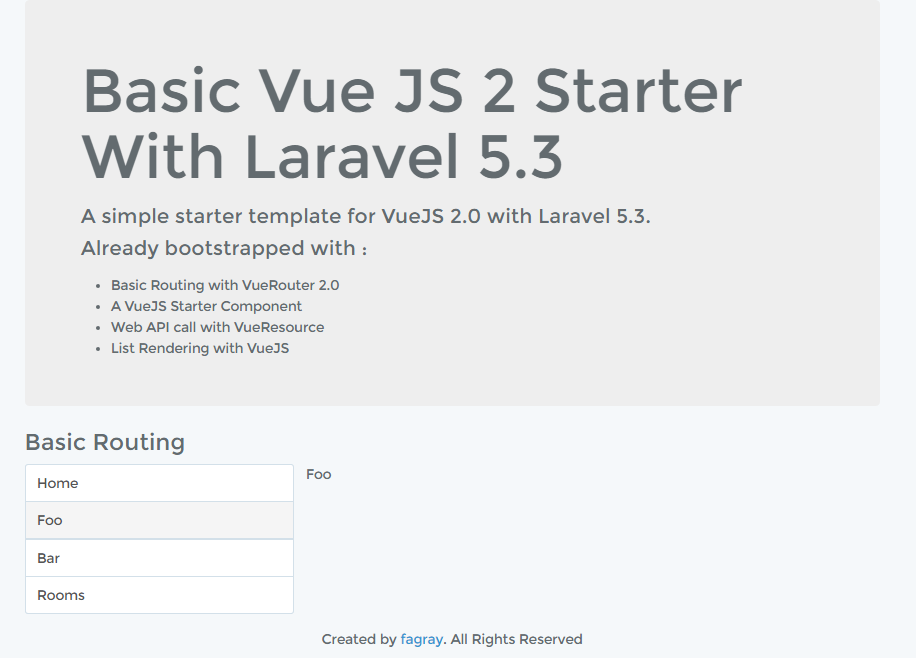 Basic Vue JS 2 Starter
With Laravel 5.3
A simple starter template for VueJS 2.0 with Laravel 5.3.
Already bootstrapped with :
Basic Routing with VueRouter 2.0
A VueJS Starter Component
Web API call with VueResource
List Rendering with VueJS
Basic Routing
Home
Foo
Foo
Bar
Rooms
Created by fagray. All Rights Reserved